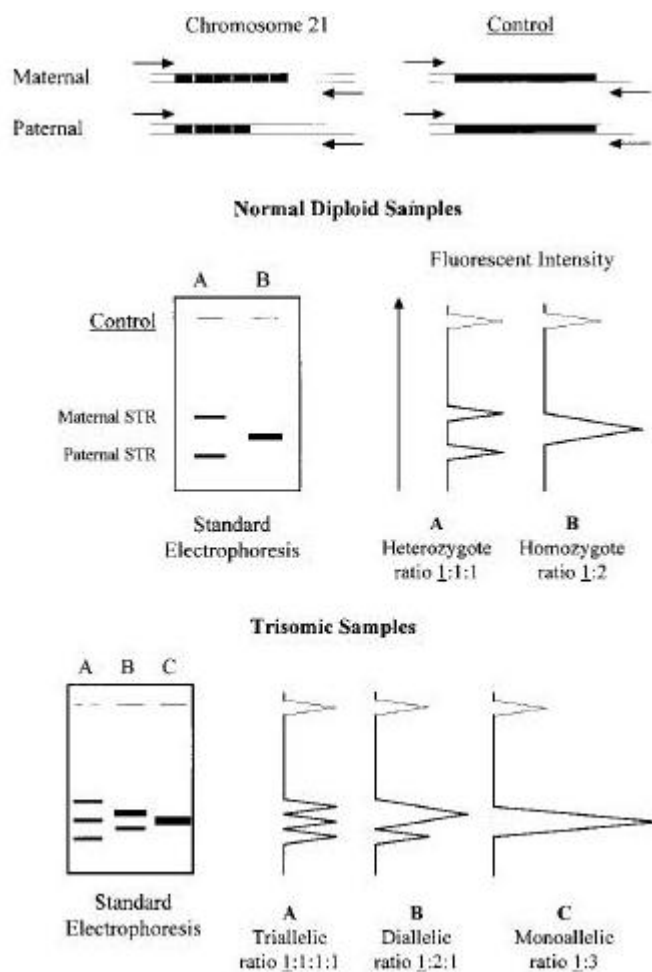 Chromosome 21 Control
Maternal
Paternal
Normal Diploid Samples
A B
Control
Maternal STR
Paternal STR
Standard
Electrophoresis
Fluorescent Intensity
A B
Heterozygote Homozygote
ratio 1:1:1 ratio 1:2
Trisomic Samples
A B C
Standard
Electrophoresis
A B C
Triallelic Diallelic Monoallelic
ratio 1:1:1:1 ratio 1:2:1 ratio 1:3